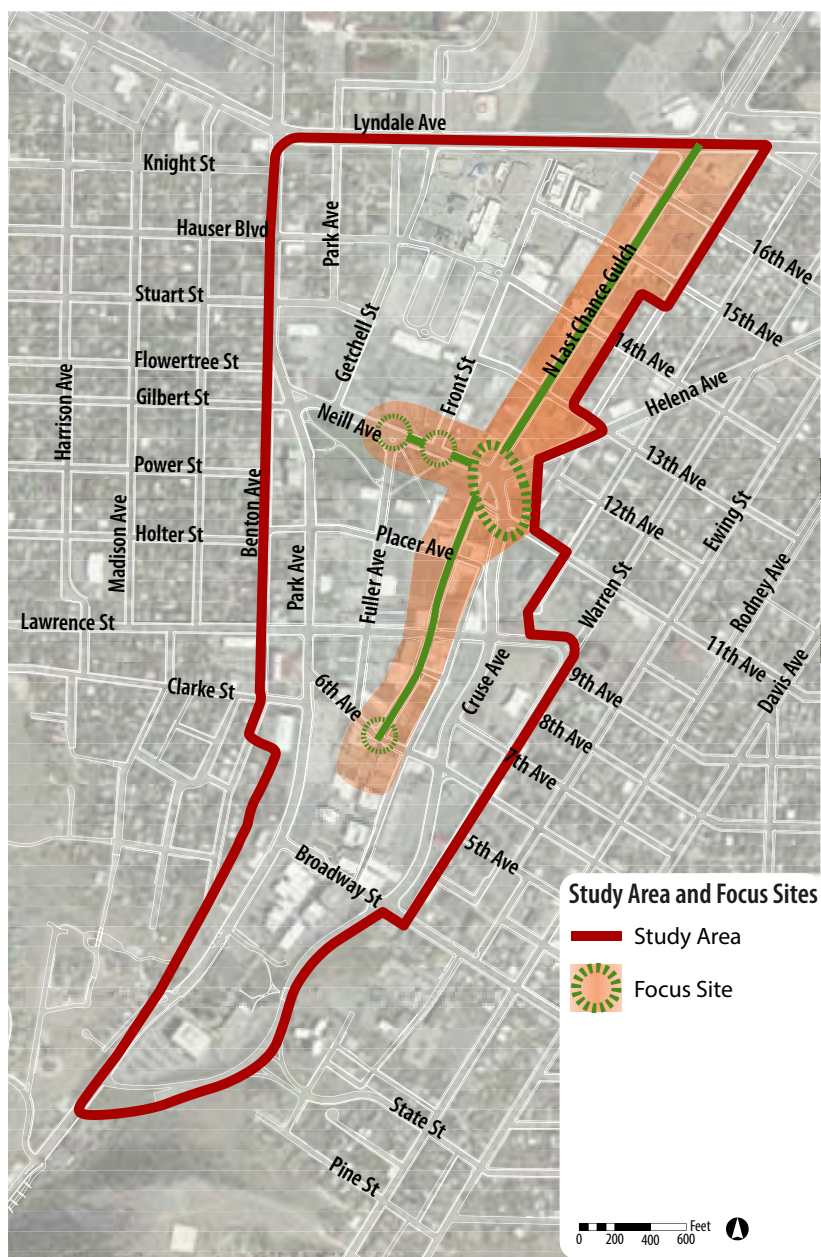 Lyndale Ave
Knight St
Hauser Blvd
Park Ave
16th Ave
Stuart St
N Last Chance Gulch
15th Ave
Getchell St
14th Ave
Flowertree St
Front St
Helena Ave
Gilbert St
Harrison Ave
Neill Ave
13th Ave
Power St
Ewing St
Madison Ave
Benton Ave
12th Ave
Holter St
Placer Ave
Park Ave
Fuller Ave
Warren St
Rodney Ave
Lawrence St
11th Ave
Davis Ave
Clarke St
6th Ave
Cruse Ave
9th Ave
8th Ave
7th Ave
5th Ave
Broadway St
Study Area and Focus Sites
Study Area
Focus Site
State St
Pine St
Feet
0 200 400 600